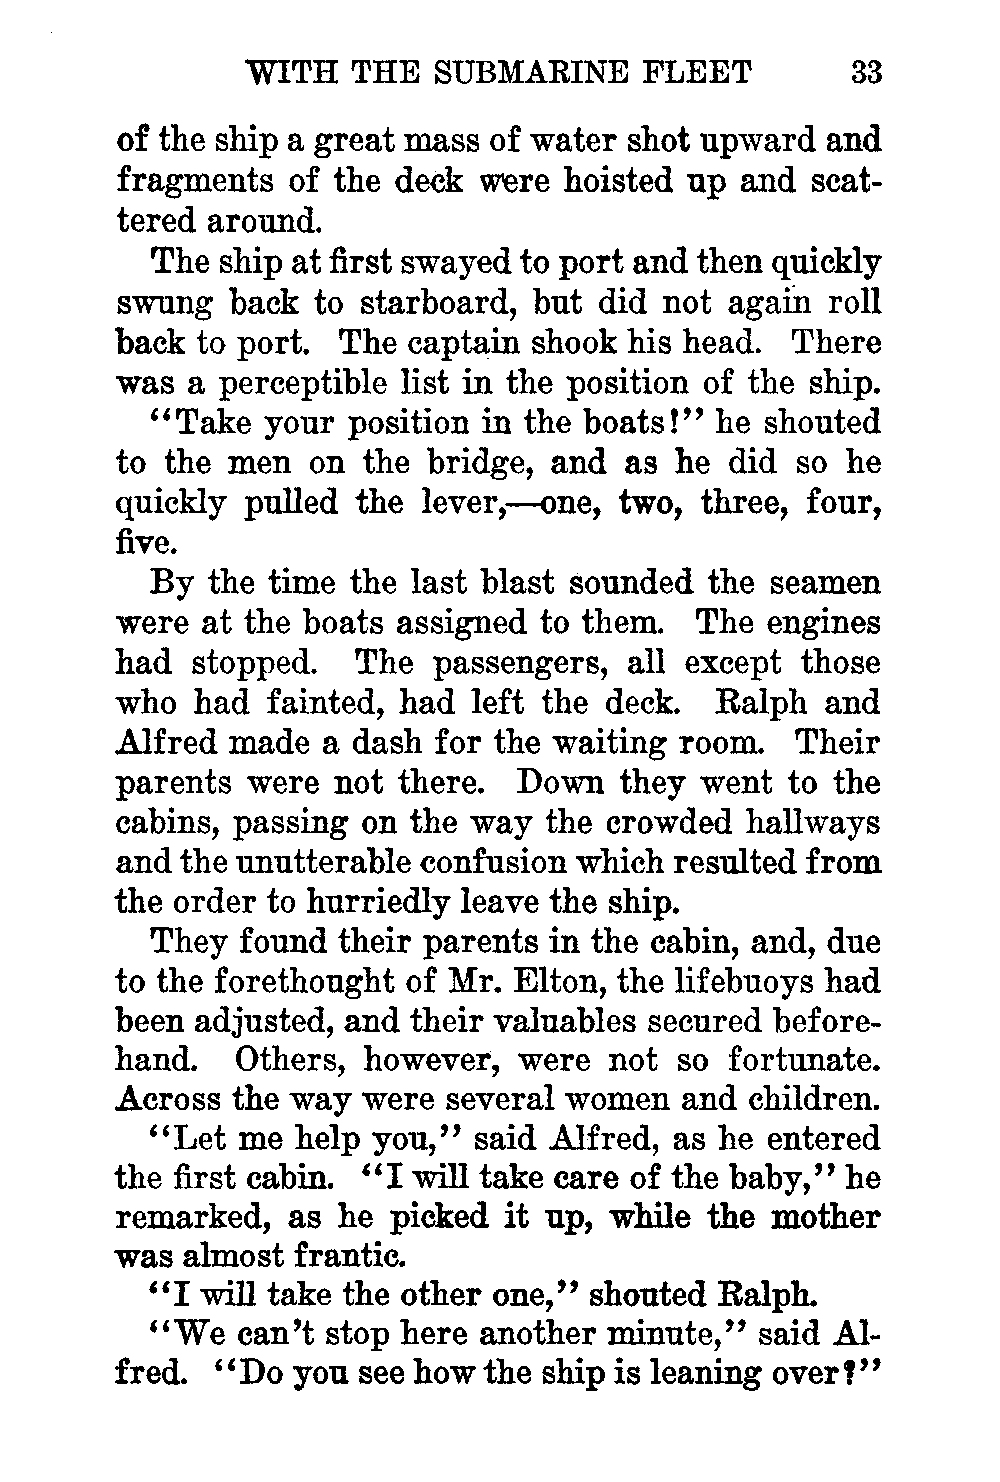 WITH THE SUBMARINE FLEET 33
of the ship a great mass of water shot upward and
fragments of the deck were hoisted up and scat-
tered around.
The ship at first swayed to port and then quickly
swung back to starboard, but did not again roll
back to port. The captain shook his head. There
was a perceptible list in the position of the ship.
"Take your position in the boats!" he shouted
to the men on the bridge, and as he did so he
quickly pulled the lever,—one, two, three, four,
five.
By the time the last blast sounded the seamen
were at the boats assigned to them. The engines
had stopped. The passengers, all except those
who had fainted, had left the deck. Ralph and
Alfred made a dash for the waiting room. Their
parents were not there. Down they went to the
cabins, passing on the way the crowded hallways
and the unutterable confusion which resulted from
the order to hurriedly leave the ship.
They found their parents in the cabin, and, due
to the forethought of Mr. Elton, the lifebuoys had
been adjusted, and their valuables secured before-
hand. Others, however, were not so fortunate.
Across the way were several women and children.
"Let me help you," said Alfred, as he entered
the first cabin. "I will take care of the baby," he
remarked, as he picked it up, while the mother
was almost frantic.
"I will take the other one," shouted Ralph.
"We can't stop here another minute," said Al-
fred. "Do you see how the ship is leaning over?"